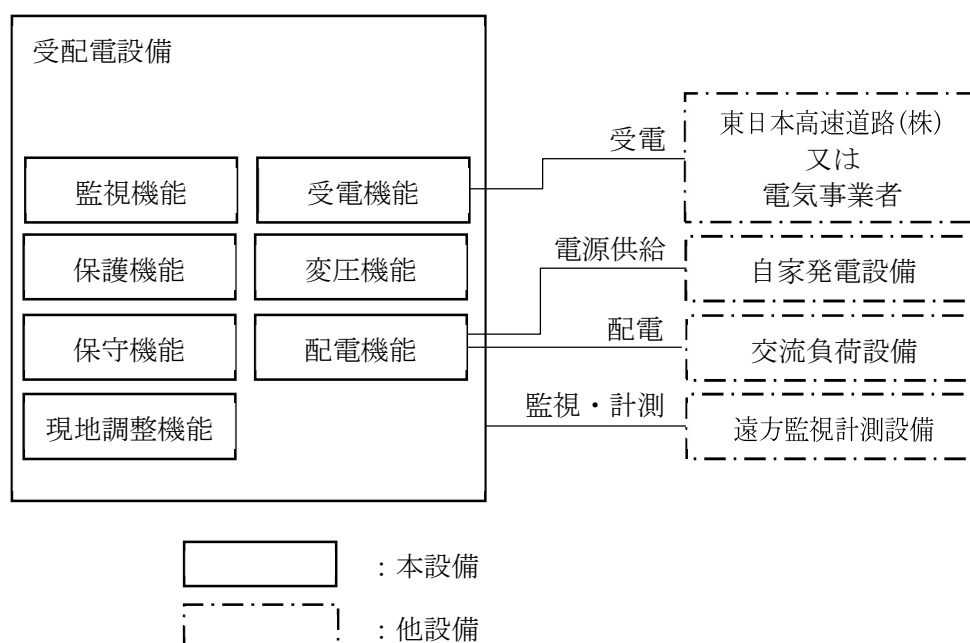 受配電設備
監視機能
受電機能
保護機能
変圧機能
保守機能
配電機能
現地調整機能
受電
東日本高速道路(株)
又は
電気事業者
電源供給
自家発電設備
配電
交流負荷設備
監視・計測
遠方監視計測設備
：本設備
：他設備